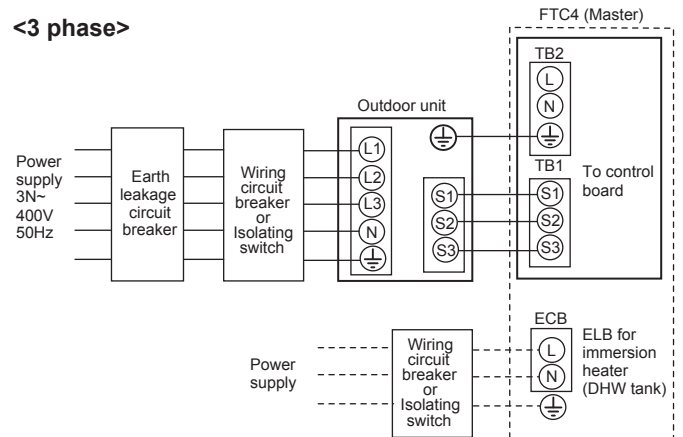 <3 phase>
FTC4 (Master)
TB2
L
N
Outdoor unit
Power
supply
3N~
400V
50Hz
Earth
leakage
circuit
breaker
Wiring
circuit
breaker
or
Isolating
switch
L1
L2
L3
N
S1
S2
S3
TB1
S1
S2
S3
To control
board
Power
supply
Wiring
circuit
breaker
or
Isolating
switch
ECB
L
N
ELB for
immersion
heater
(DHW tank)